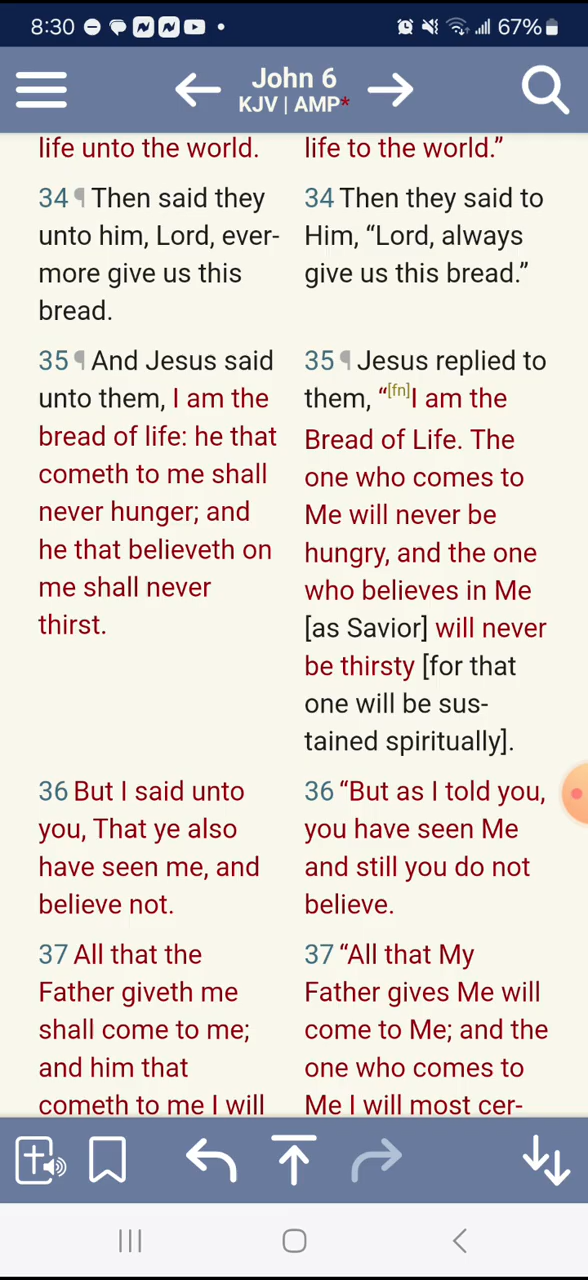 8:30
67%
John 6
KJV | AMP*
life unto the world.
34 ¶ Then said they
unto him, Lord, ever-
more give us this
bread.
35 ¶ And Jesus said
unto them, I am the
bread of life: he that
cometh to me shall
never hunger; and
he that believeth on
me shall never
thirst.
36 But I said unto
you, That ye also
have seen me, and
believe not.
37 All that the
Father giveth me
shall come to me;
and him that
cometh to me I will
life to the world.”
34 Then they said to
Him, “Lord, always
give us this bread.”
35 ¶ Jesus replied to
them, “[fn]I am the
Bread of Life. The
one who comes to
Me will never be
hungry, and the one
who believes in Me
[as Savior] will never
be thirsty [for that
one will be sus-
tained spiritually].
36 “But as I told you,
you have seen Me
and still you do not
believe.
37 “All that My
Father gives Me will
come to Me; and the
one who comes to
Me I will most cer-